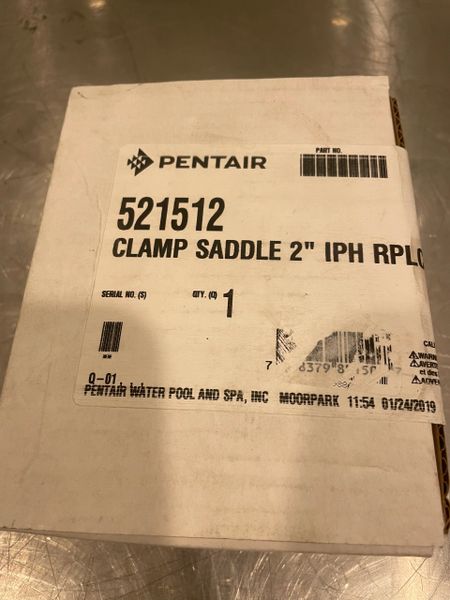 PENTAIR
PART NO.
521512
CLAMP SADDLE 2" IPH
SERIAL NO. (S)
QTY. (Q) 1
Q-01
PENTAIR WATER POOL AND SPA, INC MOORPARK 11:54 01/24/2019